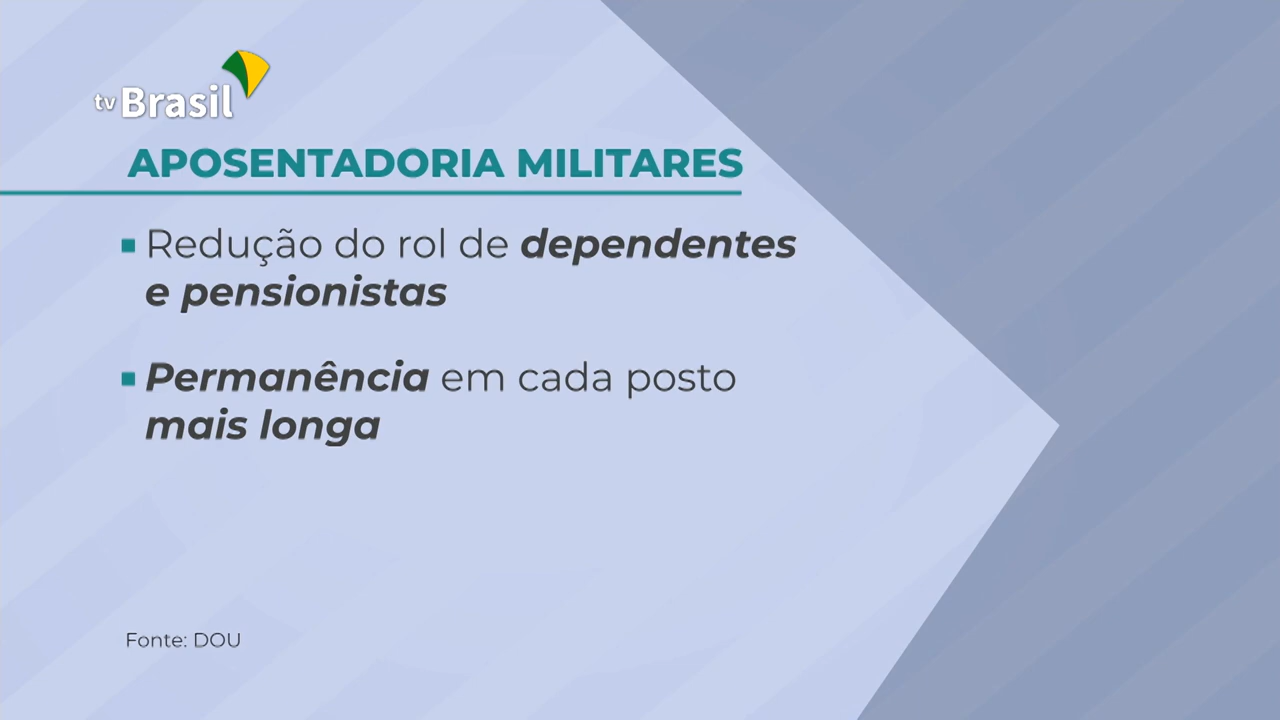 tv Brasil
APOSENTADORIA MILITARES
Redução do rol de dependentes
e pensionistas
Permanência em cada posto
mais longa
Fonte: DOU